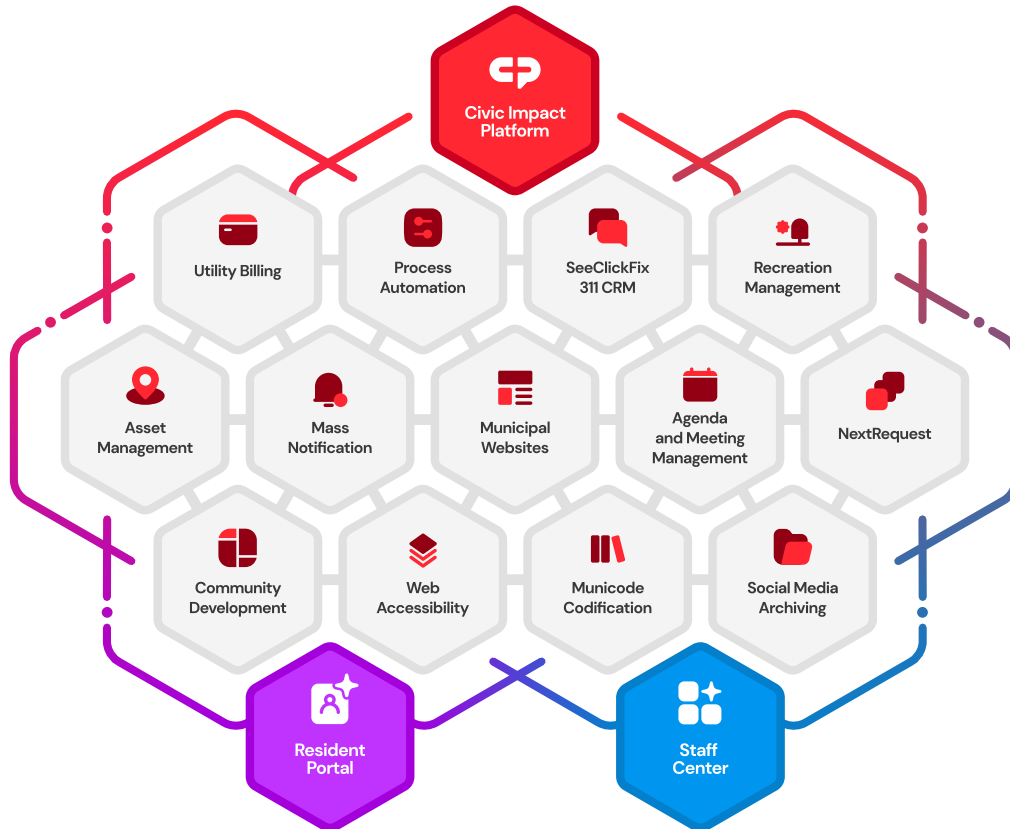 Civic Impact
Platform
Utility Billing
Process
Automation
SeeClickFix
311 CRM
Recreation
Management
Asset
Management
Mass
Notification
Municipal
Websites
Agenda
and Meeting
Management
NextRequest
Community
Development
Web
Accessibility
Municode
Codification
Social Media
Archiving
Resident
Portal
Staff
Center